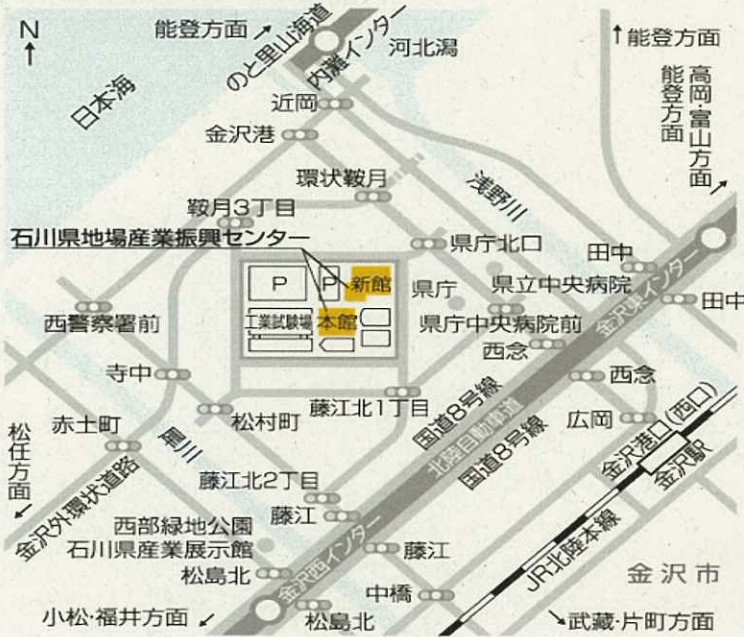 N
能登方面
のと里山海道
内灘インター
河北潟
能登方面
高岡・富山方面
能登方面
日本海
近岡
金沢港
環状鞍月
浅野川
鞍月3丁目
石川県地場産業振興センター
県庁北口
田中
P
P
新館
県庁
県立中央病院
金沢東インター
田中
西警察署前
工業試験場
本館
県庁中央病院前
西念
寺中
西念
藤江北1丁目
国道8号線
北陸自動車道
国道8号線
広岡
金沢港口(西口)
金沢駅
赤土町
松村町
松任方面
犀川
金沢外環状道路
藤江北2丁目
藤江
西部緑地公園
石川県産業展示館
藤江
金沢西インター
JR北陸本線
松島北
中橋
金沢市
小松・福井方面
松島北
武蔵・片町方面